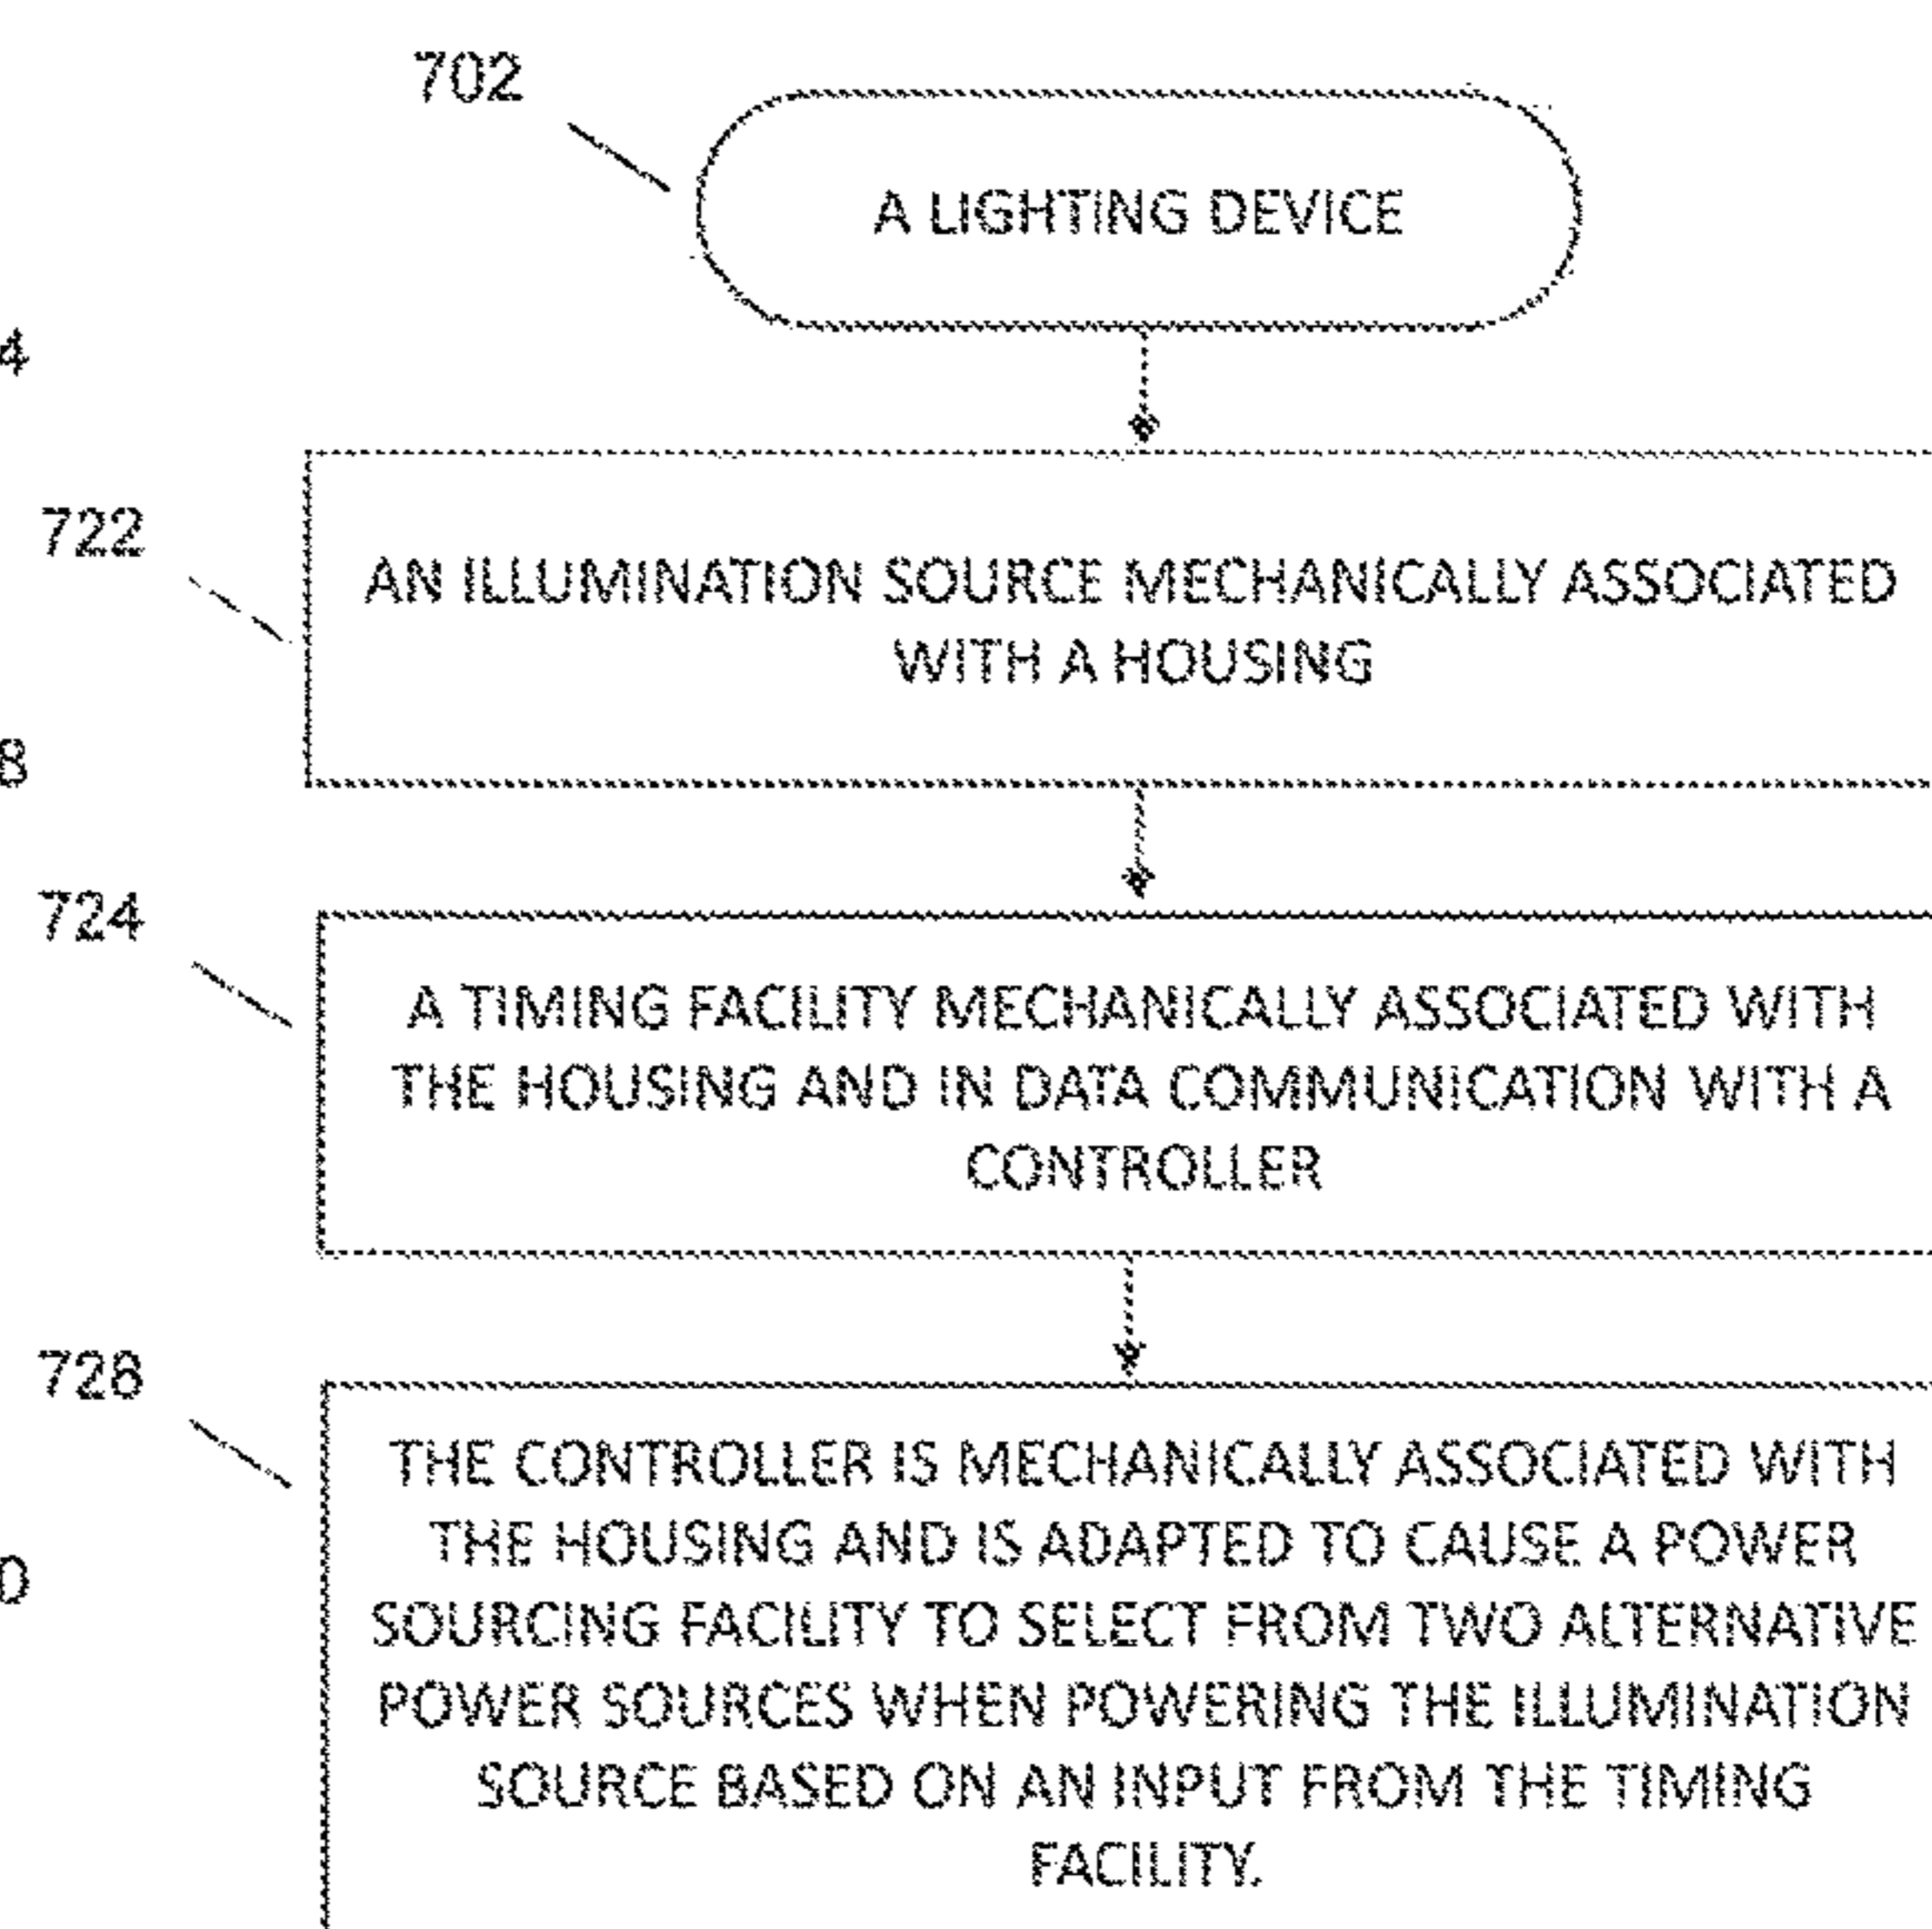 702
A LIGHTING DEVICE
4
722
AN ILLUMINATION SOURCE MECHANICALLY ASSOCIATED
WITH A HOUSING
8
724
A TIMING FACILITY MECHANICALLY ASSOCIATED WITH
THE HOUSING AND IN DATA COMMUNICATION WITH A
CONTROLLER
728
THE CONTROLLER IS MECHANICALLY ASSOCIATED WITH
THE HOUSING AND IS ADAPTED TO CAUSE A POWER
SOURCING FACILITY TO SELECT FROM TWO ALTERNATIVE
POWER SOURCES WHEN POWERING THE ILLUMINATION
SOURCE BASED ON AN INPUT FROM THE TIMING
FACILITY.
0